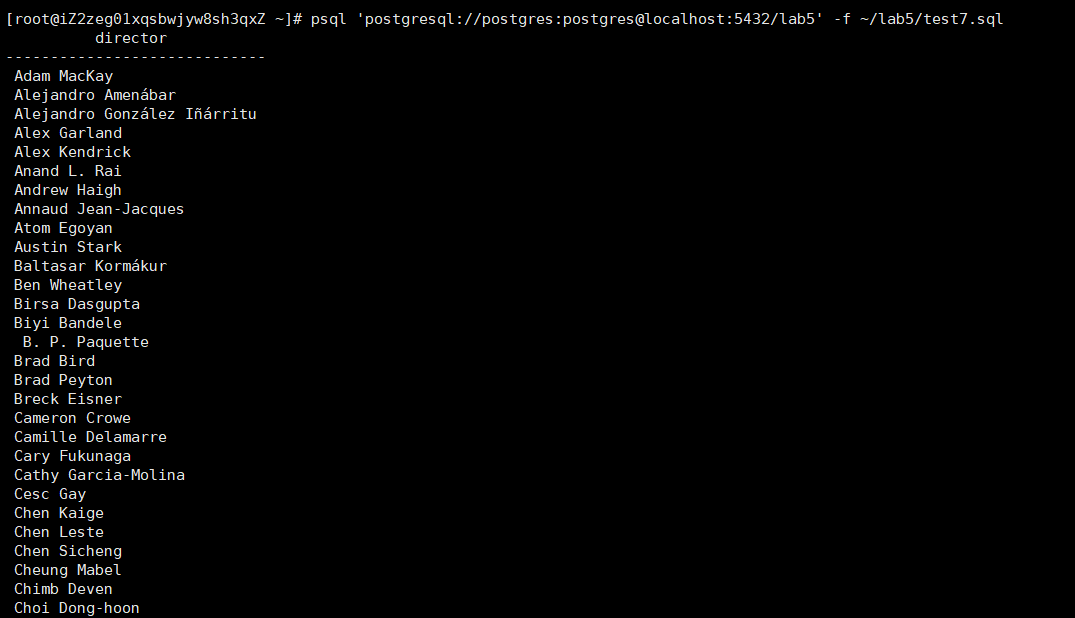 [root@iZ2zeg01xqsbwjyw8sh3qxZ ~]# psql 'postgresql://postgres:postgres@localhost:5432/lab5' -f ~/lab5/test7.sql
director
-----------------------------
Adam MacKay
Alejandro Amenábar
Alejandro González Iñárritu
Alex Garland
Alex Kendrick
Anand L. Rai
Andrew Haigh
Annaud Jean-Jacques
Atom Egoyan
Austin Stark
Baltasar Kormákur
Ben Wheatley
Birsa Dasgupta
Biyi Bandele
B. P. Paquette
Brad Bird
Brad Peyton
Breck Eisner
Cameron Crowe
Camille Delamarre
Cary Fukunaga
Cathy Garcia-Molina
Cesc Gay
Chen Kaige
Chen Leste
Chen Sicheng
Cheung Mabel
Chimb Deven
Choi Dong-hoon